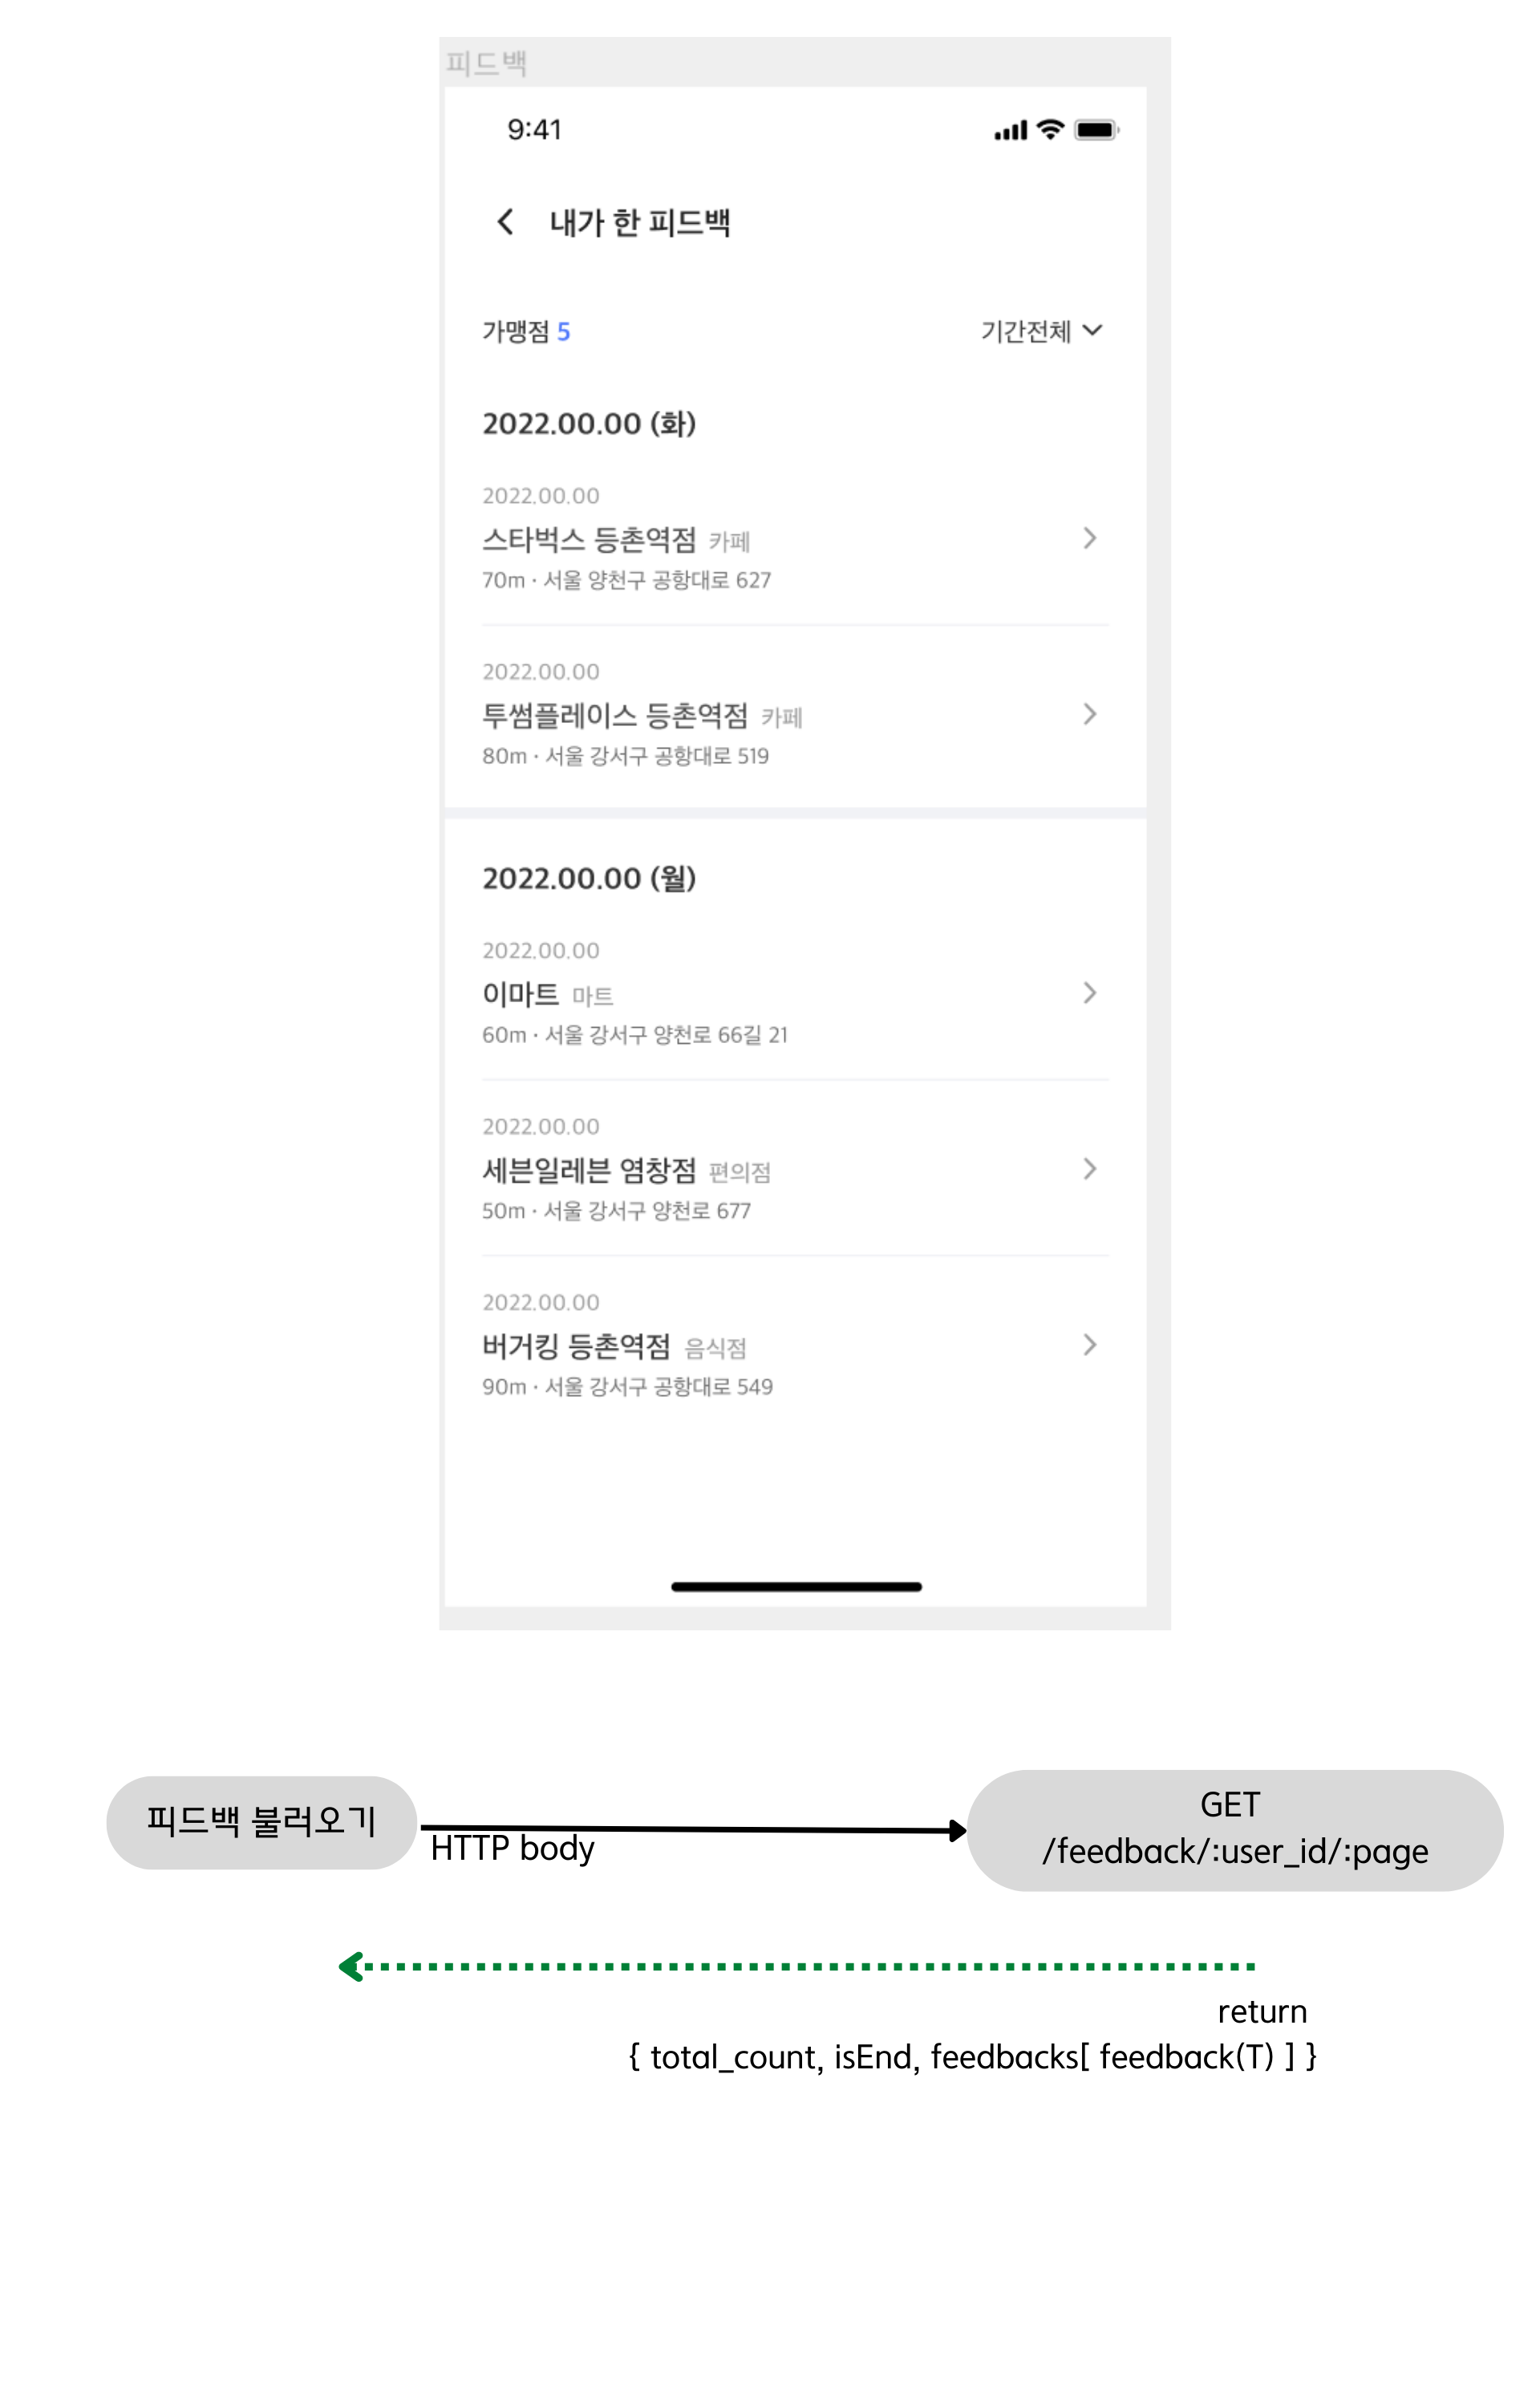 피드백
9:41
내가 한 피드백
가맹점 5
기간전체
2022.00.00 (화)
2022.00.00
스타벅스 등촌역점 카페
70m · 서울 양천구 공항대로 627
2022.00.00
투썸플레이스 등촌역점 카페
80m · 서울 강서구 공항대로 519
2022.00.00 (월)
2022.00.00
이마트 마트
60m · 서울 강서구 양천로 66길 21
2022.00.00
세븐일레븐 염창점 편의점
50m · 서울 강서구 양천로 677
2022.00.00
버거킹 등촌역점 음식점
90m · 서울 강서구 공항대로 549
피드백 불러오기
HTTP body
GET
/feedback/:user_id/:page
return
{ total_count, isEnd, feedbacks[ feedback(T) ] }